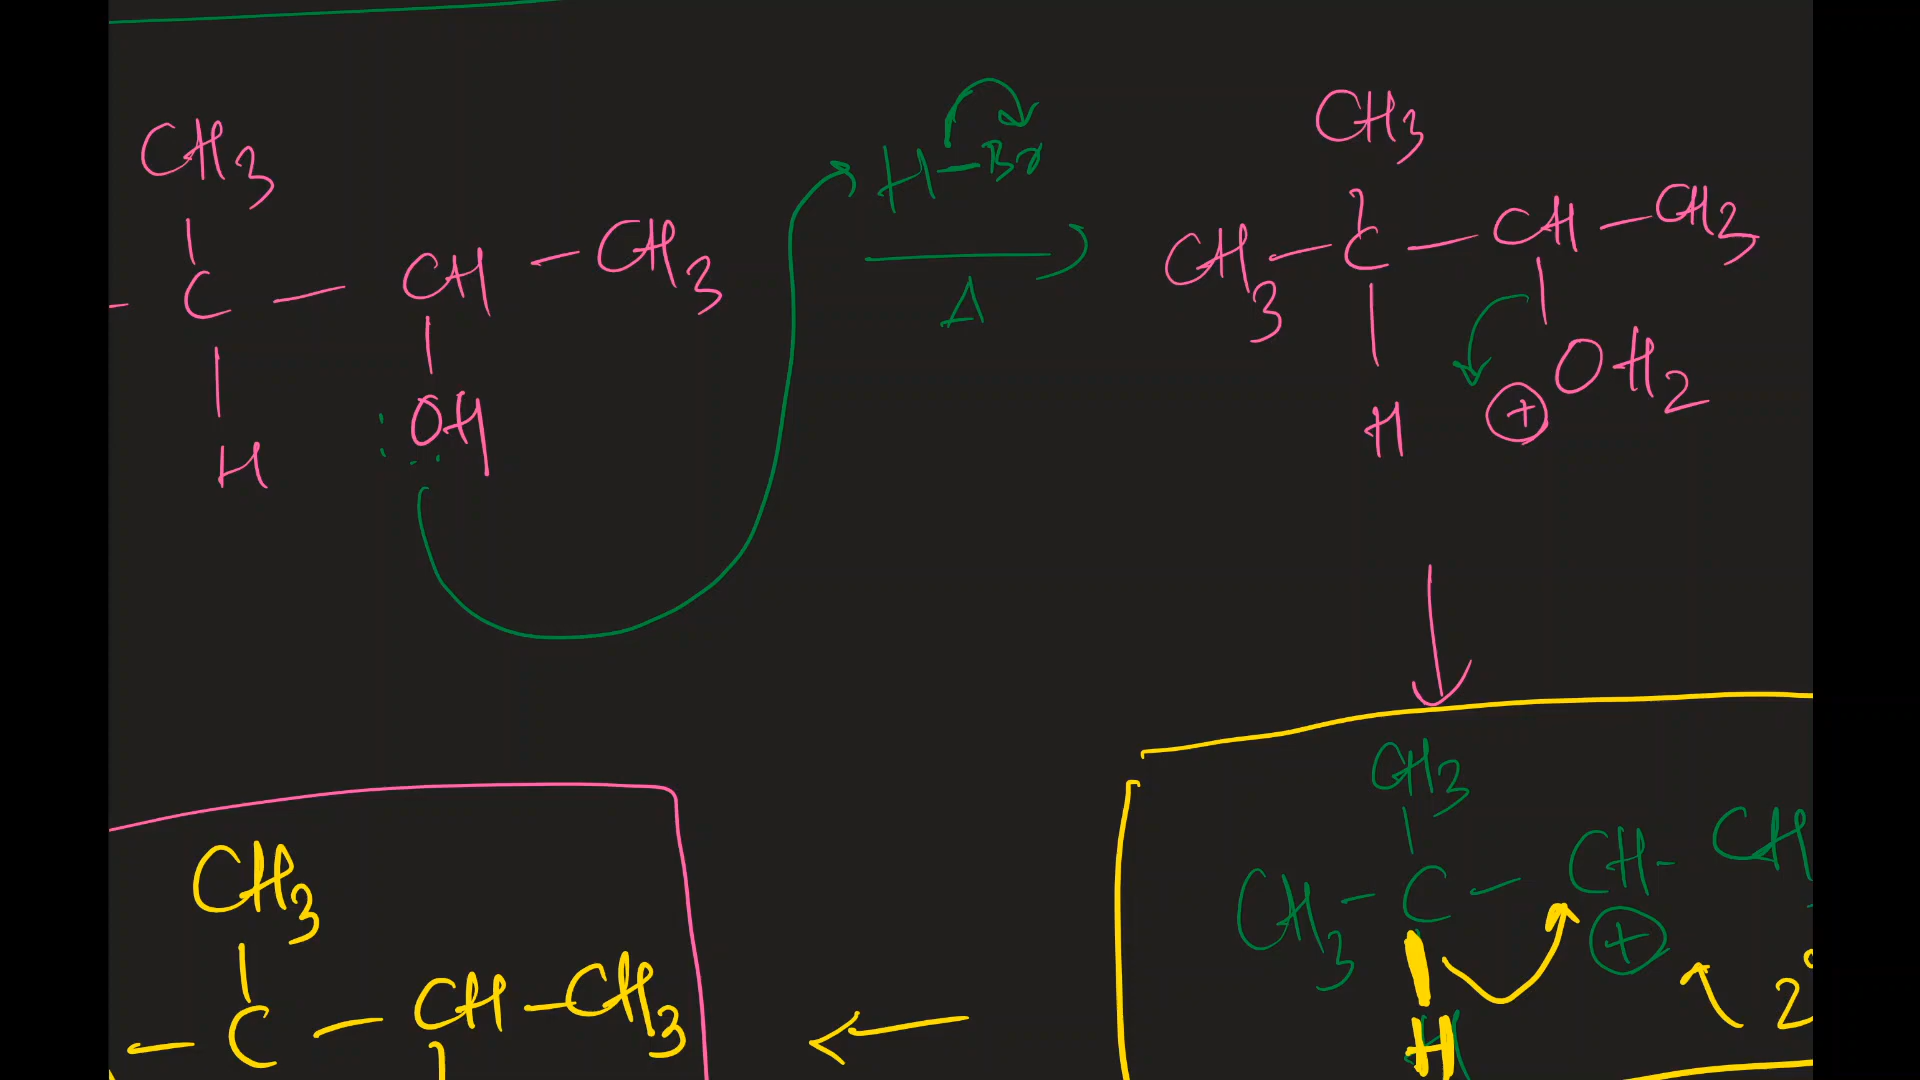 CH3
C — CH — CH3
OH
H
H—Br
Δ
CH3
CH3 — C — CH — CH3
OH2
H
+
CH3
CH3 — C — CH — CH
+
H
2°
CH3
— C — CH — CH3